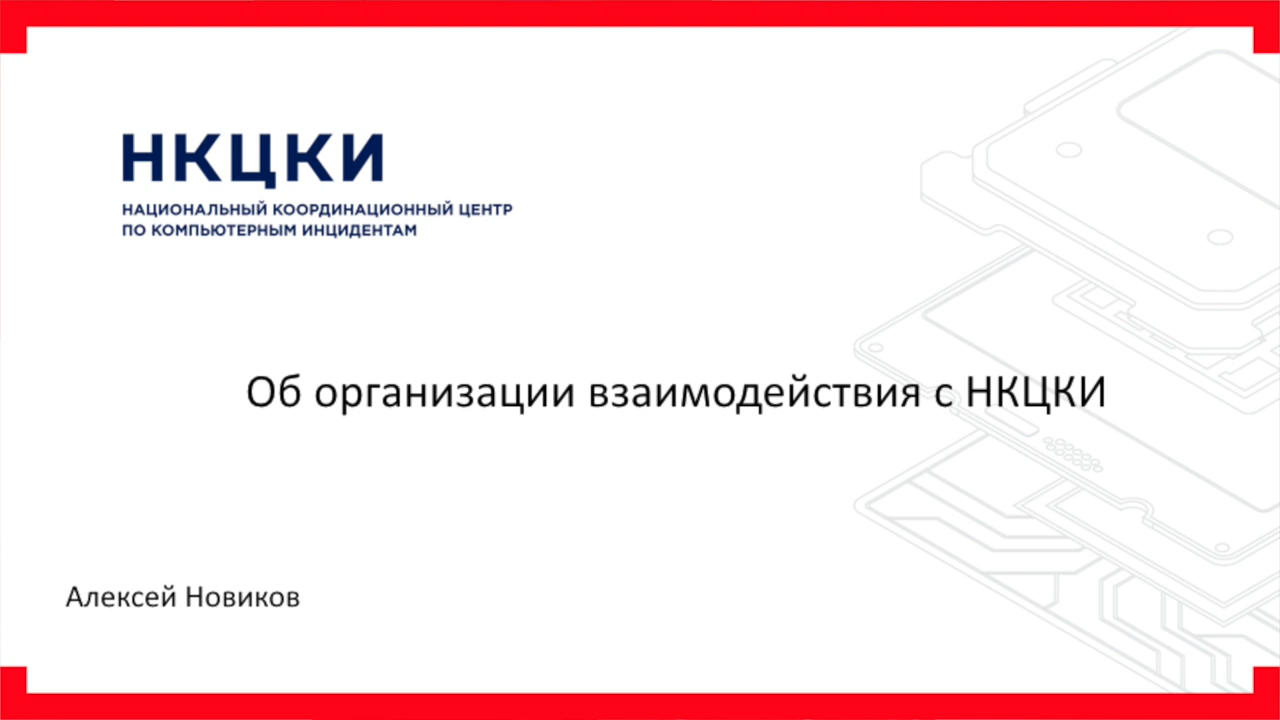 НКЦКИ
НАЦИОНАЛЬНЫЙ КООРДИНАЦИОННЫЙ ЦЕНТР
ПО КОМПЬЮТЕРНЫМ ИНЦИДЕНТАМ
Об организации взаимодействия с НКЦКИ
Алексей Новиков